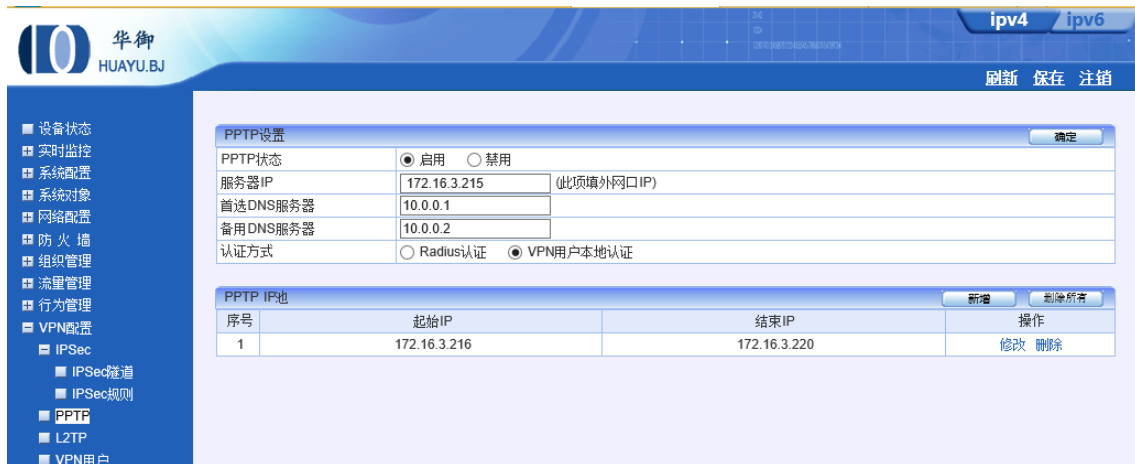 华御
HUAYU.BJ
ipv4 ipv6
刷新 保存 注销
设备状态
实时监控
系统配置
系统对象
网络配置
防 火 墙
组织管理
流量管理
行为管理
VPN配置
IPSec
IPSec隧道
IPSec规则
PPTP
L2TP
VPN用户
PPTP设置 确定
PPTP状态 启用 禁用
服务器IP 172.16.3.215 (此项填外网口IP)
首选DNS服务器 10.0.0.1
备用DNS服务器 10.0.0.2
认证方式 Radius认证 VPN用户本地认证
PPTP IP池 新增 删除所有
序号 起始IP 结束IP 操作
1 172.16.3.216 172.16.3.220 修改 删除